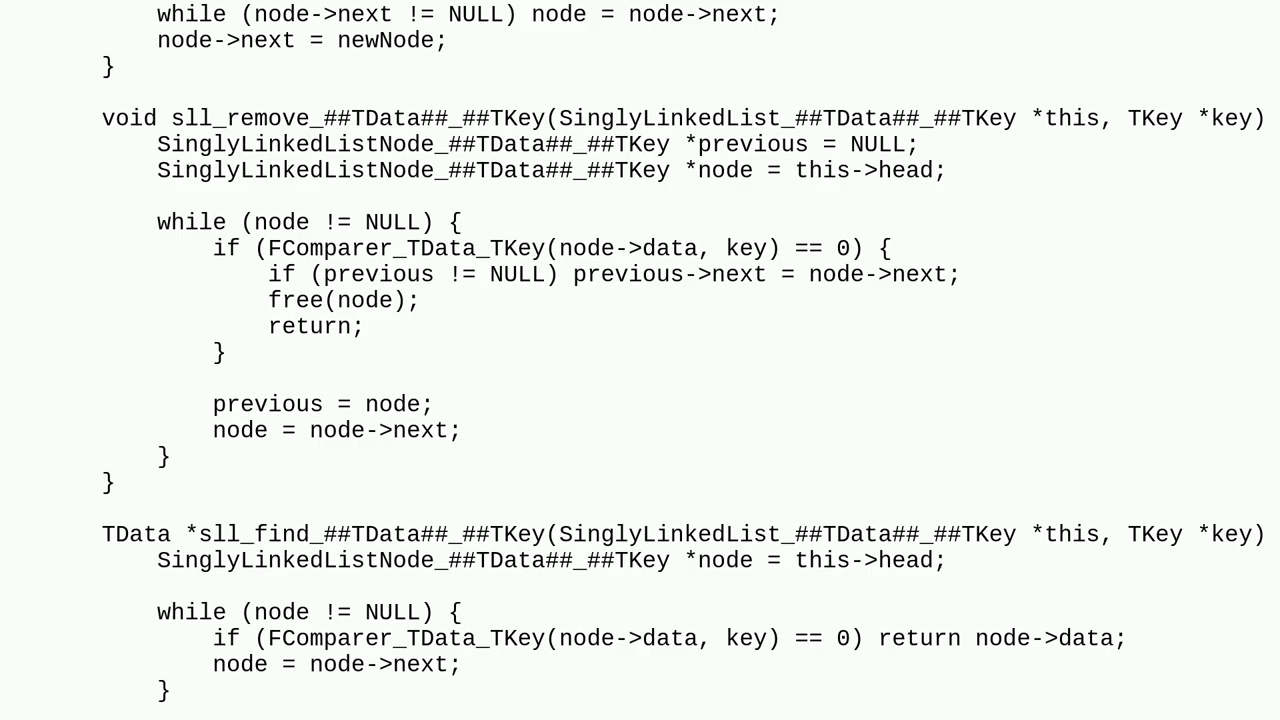 while (node->next != NULL) node = node->next;
node->next = newNode;
}
void sll_remove_##TData##_##TKey(SinglyLinkedList_##TData##_##TKey *this, TKey *key)
SinglyLinkedListNode_##TData##_##TKey *previous = NULL;
SinglyLinkedListNode_##TData##_##TKey *node = this->head;
while (node != NULL) {
if (FComparer_TData_TKey(node->data, key) == 0) {
if (previous != NULL) previous->next = node->next;
free(node);
return;
}
previous = node;
node = node->next;
}
}
TData *sll_find_##TData##_##TKey(SinglyLinkedList_##TData##_##TKey *this, TKey *key)
SinglyLinkedListNode_##TData##_##TKey *node = this->head;
while (node != NULL) {
if (FComparer_TData_TKey(node->data, key) == 0) return node->data;
node = node->next;
}